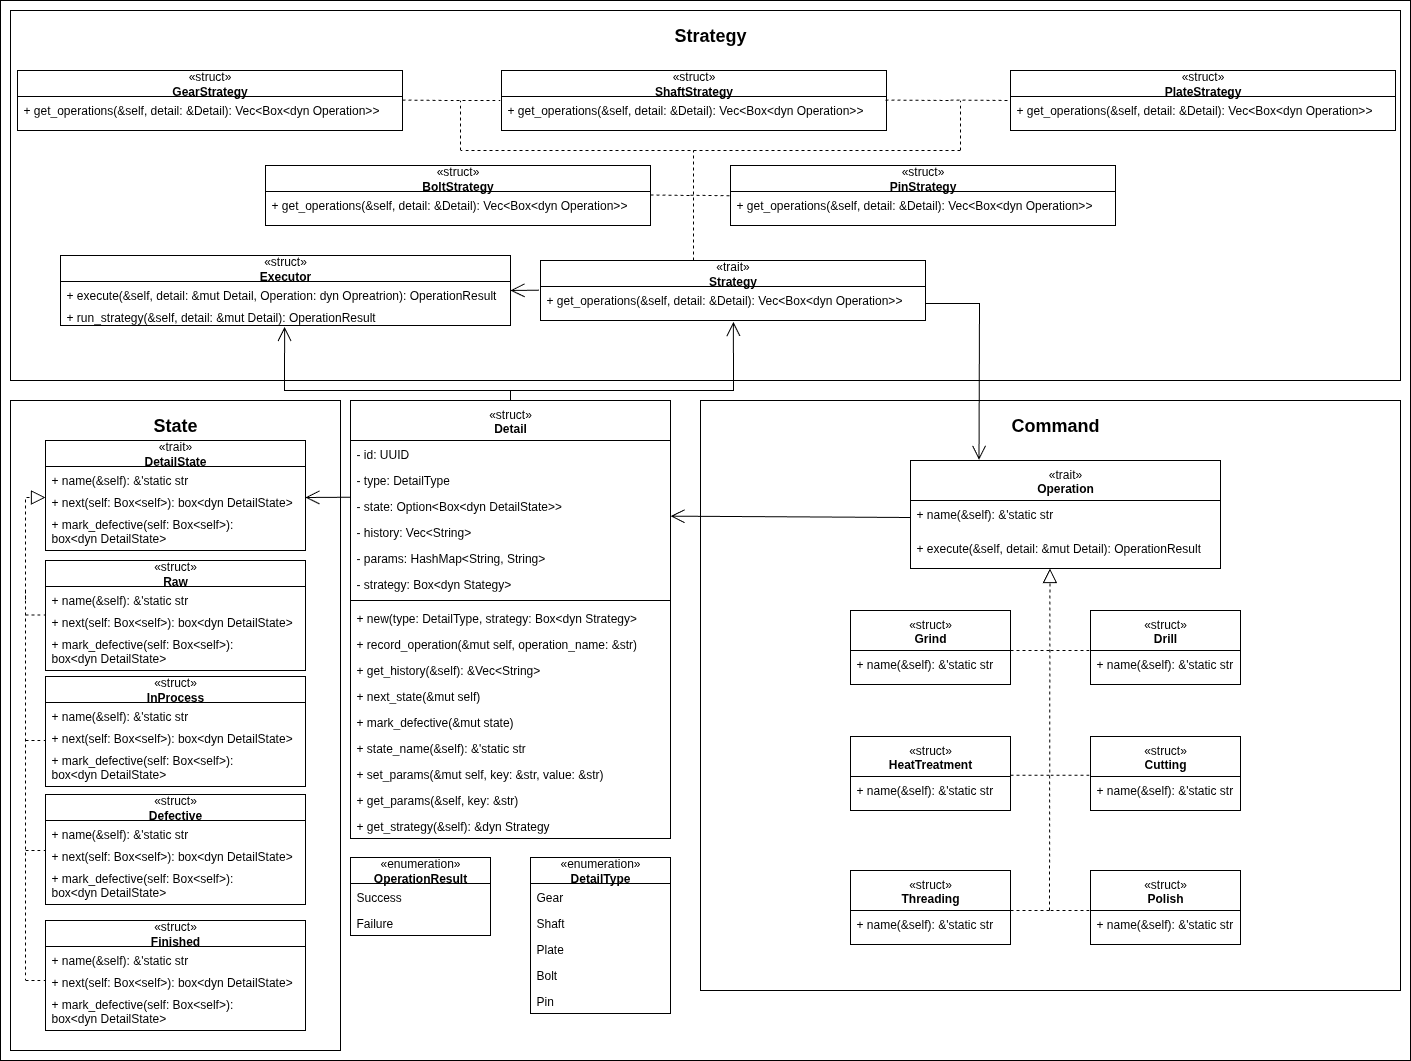 Strategy
«struct»
GearStrategy
+ get_operations(&self, detail: &Detail): Vec<Box<dyn Operation>>
«struct»
ShaftStrategy
+ get_operations(&self, detail: &Detail): Vec<Box<dyn Operation>>
«struct»
PlateStrategy
+ get_operations(&self, detail: &Detail): Vec<Box<dyn Operation>>
«struct»
BoltStrategy
+ get_operations(&self, detail: &Detail): Vec<Box<dyn Operation>>
«struct»
PinStrategy
+ get_operations(&self, detail: &Detail): Vec<Box<dyn Operation>>
«struct»
Executor
+ execute(&self, detail: &mut Detail, Operation: dyn Opreatrion): OperationResult
+ run_strategy(&self, detail: &mut Detail): OperationResult
«trait»
Strategy
+ get_operations(&self, detail: &Detail): Vec<Box<dyn Operation>>
State
«trait»
DetailState
+ name(&self): &'static str
+ next(self: Box<self>): box<dyn DetailState>
+ mark_defective(self: Box<self>):
box<dyn DetailState>
«struct»
Raw
+ name(&self): &'static str
+ next(self: Box<self>): box<dyn DetailState>
+ mark_defective(self: Box<self>):
box<dyn DetailState>
«struct»
InProcess
+ name(&self): &'static str
+ next(self: Box<self>): box<dyn DetailState>
+ mark_defective(self: Box<self>):
box<dyn DetailState>
«struct»
Defective
+ name(&self): &'static str
+ next(self: Box<self>): box<dyn DetailState>
+ mark_defective(self: Box<self>):
box<dyn DetailState>
«struct»
Finished
+ name(&self): &'static str
+ next(self: Box<self>): box<dyn DetailState>
+ mark_defective(self: Box<self>):
box<dyn DetailState>
«struct»
Detail
- id: UUID
- type: DetailType
- state: Option<Box<dyn DetailState>>
- history: Vec<String>
- params: HashMap<String, String>
- strategy: Box<dyn Stategy>
+ new(type: DetailType, strategy: Box<dyn Strategy>
+ record_operation(&mut self, operation_name: &str)
+ get_history(&self): &Vec<String>
+ next_state(&mut self)
+ mark_defective(&mut state)
+ state_name(&self): &'static str
+ set_params(&mut self, key: &str, value: &str)
+ get_params(&self, key: &str)
+ get_strategy(&self): &dyn Strategy
«enumeration»
OperationResult
Success
Failure
«enumeration»
DetailType
Gear
Shaft
Plate
Bolt
Pin
Command
«trait»
Operation
+ name(&self): &'static str
+ execute(&self, detail: &mut Detail): OperationResult
«struct»
Grind
+ name(&self): &'static str
«struct»
Drill
+ name(&self): &'static str
«struct»
HeatTreatment
+ name(&self): &'static str
«struct»
Cutting
+ name(&self): &'static str
«struct»
Threading
+ name(&self): &'static str
«struct»
Polish
+ name(&self): &'static str